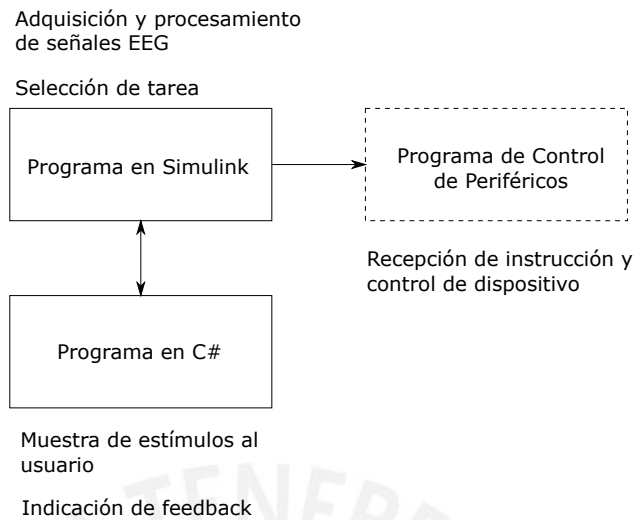 Adquisición y procesamiento
de señales EEG
Selección de tarea
Programa en Simulink
Programa de Control
de Periféricos
Recepción de instrucción y
control de dispositivo
Programa en C#
Muestra de estímulos al
usuario
Indicación de feedback